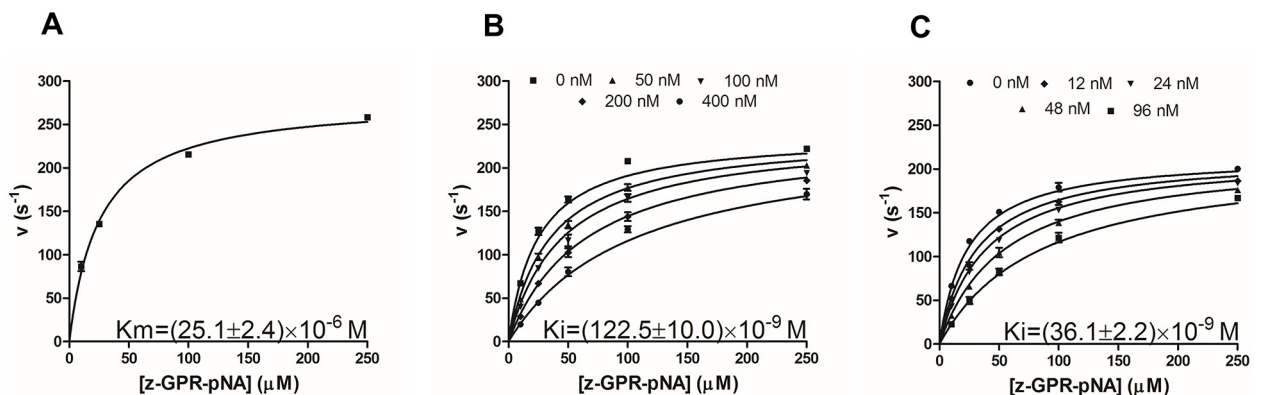 A
300
250
200
150
100
50
0
v (s⁻¹)
Km=(25.1±2.4)×10⁻⁶ M
0 50 100 150 200 250
[z-GPR-pNA] (μM)
B
0 nM 50 nM 100 nM
200 nM 400 nM
300
250
200
150
100
50
0
v (s⁻¹)
Ki=(122.5±10.0)×10⁻⁹ M
0 50 100 150 200 250
[z-GPR-pNA] (μM)
C
0 nM 12 nM 24 nM
48 nM 96 nM
300
250
200
150
100
50
0
v (s⁻¹)
Ki=(36.1±2.2)×10⁻⁹ M
0 50 100 150 200 250
[z-GPR-pNA] (μM)